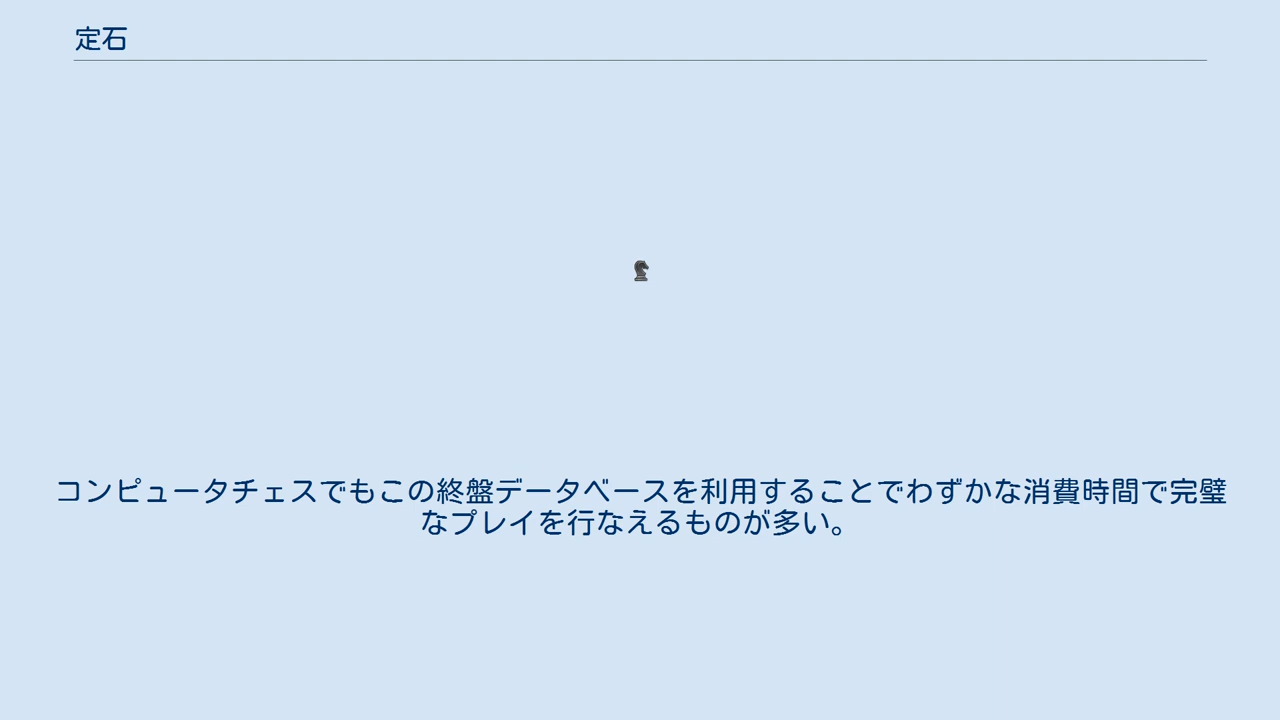 定石
コンピュータチェスでもこの終盤データベースを利用することでわずかな消費時間で完璧
なプレイを行なえるものが多い。